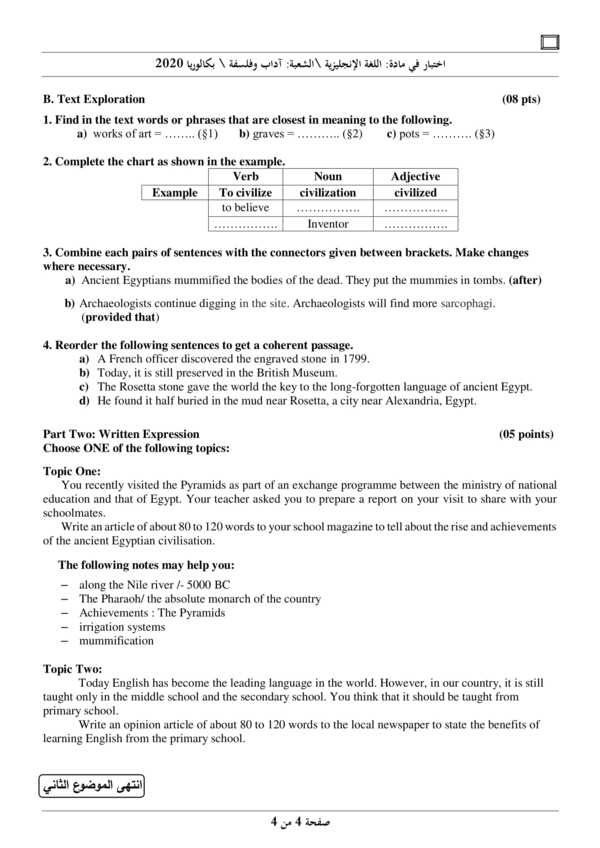 اختبار في مادة: اللغة الإنجليزية \الشعبة: آداب وفلسفة \ بكالوريا 2020
B. Text Exploration (08 pts)
1. Find in the text words or phrases that are closest in meaning to the following.
a) works of art = …….. (§1) b) graves = ……….. (§2) c) pots = ………. (§3)
2. Complete the chart as shown in the example.
Verb Noun Adjective
Example To civilize civilization civilized
to believe ……………. …………….
……………. Inventor …………….
3. Combine each pairs of sentences with the connectors given between brackets. Make changes
where necessary.
a) Ancient Egyptians mummified the bodies of the dead. They put the mummies in tombs. (after)
b) Archaeologists continue digging in the site. Archaeologists will find more sarcophagi.
(provided that)
4. Reorder the following sentences to get a coherent passage.
a) A French officer discovered the engraved stone in 1799.
b) Today, it is still preserved in the British Museum.
c) The Rosetta stone gave the world the key to the long-forgotten language of ancient Egypt.
d) He found it half buried in the mud near Rosetta, a city near Alexandria, Egypt.
Part Two: Written Expression (05 points)
Choose ONE of the following topics:
Topic One:
You recently visited the Pyramids as part of an exchange programme between the ministry of national
education and that of Egypt. Your teacher asked you to prepare a report on your visit to share with your
schoolmates.
Write an article of about 80 to 120 words to your school magazine to tell about the rise and achievements
of the ancient Egyptian civilisation.
The following notes may help you:
– along the Nile river /- 5000 BC
– The Pharaoh/ the absolute monarch of the country
– Achievements : The Pyramids
– irrigation systems
– mummification
Topic Two:
Today English has become the leading language in the world. However, in our country, it is still
taught only in the middle school and the secondary school. You think that it should be taught from
primary school.
Write an opinion article of about 80 to 120 words to the local newspaper to state the benefits of
learning English from the primary school.
انتهى الموضوع الثاني
صفحة 4 من 4